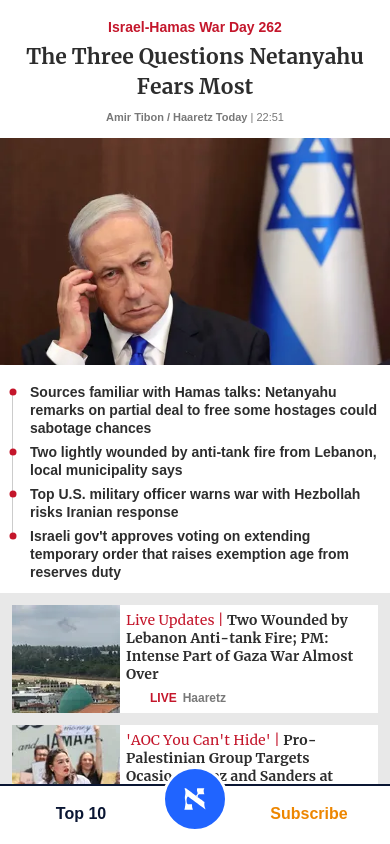 Israel-Hamas War Day 262
The Three Questions Netanyahu
Fears Most
Amir Tibon / Haaretz Today | 22:51
Sources familiar with Hamas talks: Netanyahu
remarks on partial deal to free some hostages could
sabotage chances
Two lightly wounded by anti-tank fire from Lebanon,
local municipality says
Top U.S. military officer warns war with Hezbollah
risks Iranian response
Israeli gov't approves voting on extending
temporary order that raises exemption age from
reserves duty
Live Updates | Two Wounded by
Lebanon Anti-tank Fire; PM:
Intense Part of Gaza War Almost
Over
LIVE Haaretz
'AOC You Can't Hide' | Pro-
Palestinian Group Targets
and Sanders at
money
and
JAMAA
Top 10
Subscribe